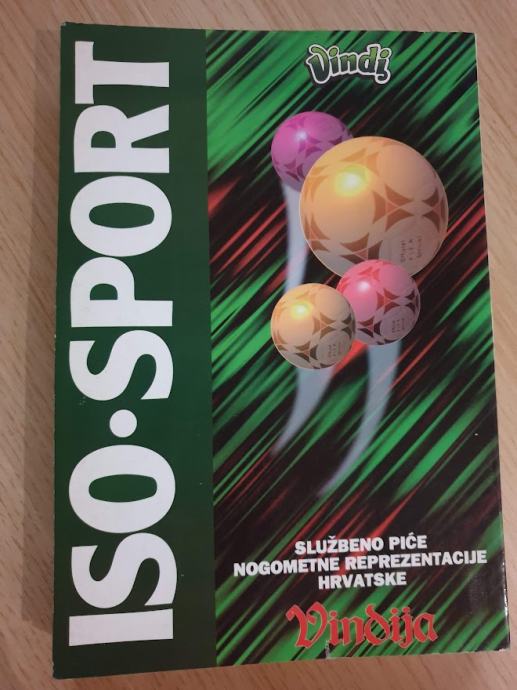 Vindi
ISO·SPORT
SLUŽBENO PIĆE
NOGOMETNE REPREZENTACIJE
HRVATSKE
Vindija